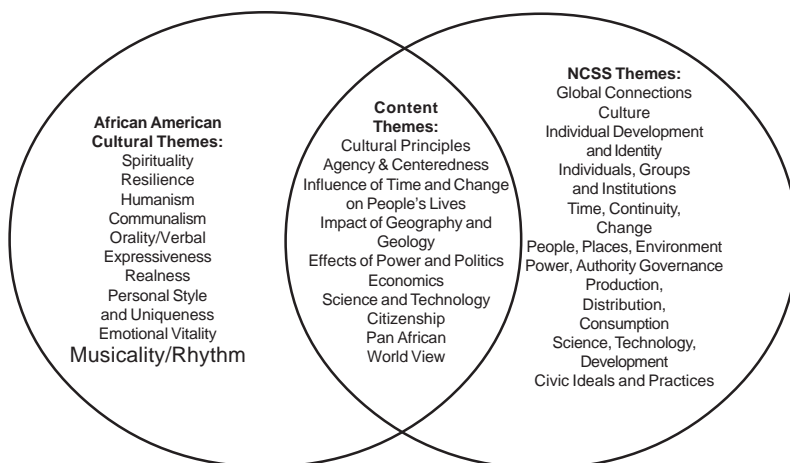 African American
Cultural Themes:
Spirituality
Resilience
Humanism
Communalism
Orality/Verbal
Expressiveness
Realness
Personal Style
and Uniqueness
Emotional Vitality
Musicality/Rhythm
Content
Themes:
Cultural Principles
Agency & Centeredness
Influence of Time and Change
on People's Lives
Impact of Geography and
Geology
Effects of Power and Politics
Economics
Science and Technology
Citizenship
Pan African
World View
NCSS Themes:
Global Connections
Culture
Individual Development
and Identity
Individuals, Groups
and Institutions
Time, Continuity,
Change
People, Places, Environment
Power, Authority Governance
Production,
Distribution,
Consumption
Science, Technology,
Development
Civic Ideals and Practices